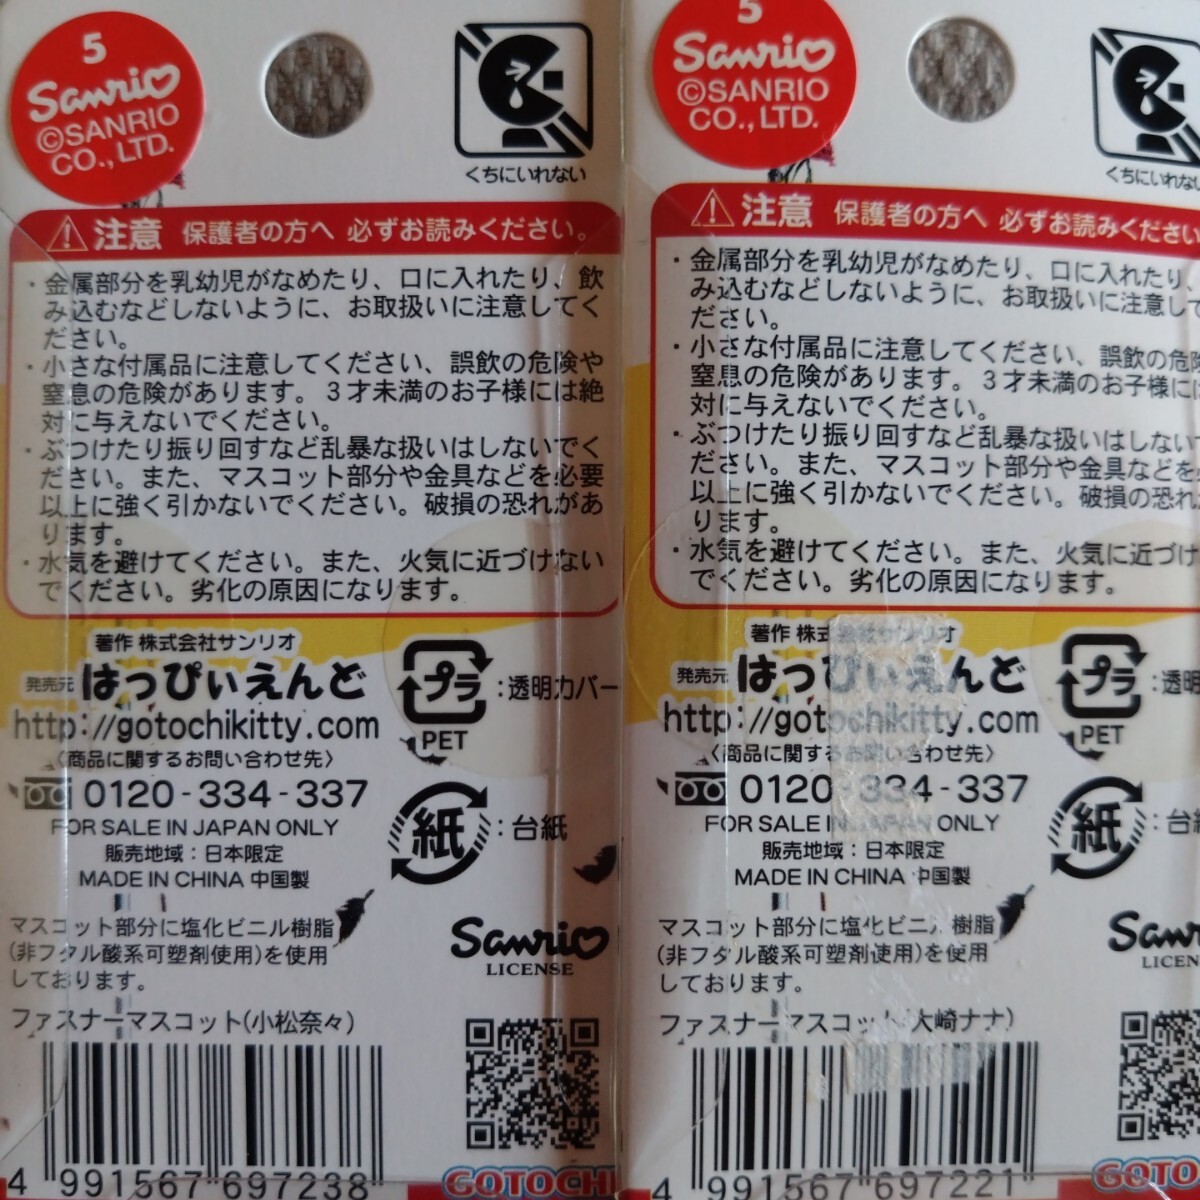 5
Sanrio
©SANRIO
CO., LTD.
くちにいれない
注意 保護者の方へ 必ずお読みください。
・金属部分を乳幼児がなめたり、口に入れたり、飲
み込むなどしないように、お取扱いに注意してく
ださい。
・小さな付属品に注意してください、誤飲の危険や
窒息の危険があります。3才未満のお子様には絶
対に与えないでください。
・ぶつけたり振り回すなど乱暴な扱いはしないでく
ださい。また、マスコット部分や金具などを必要
以上に強く引かないでください。破損の恐れがあ
ります。
・水気を避けてください。また、火気に近づけない
でください。劣化の原因になります。
著作 株式会社サンリオ
発売元 はっぴぃえんど
http://gotochikitty.com
〈商品に関するお問い合わせ先〉
0120-334-337
FOR SALE IN JAPAN ONLY
販売地域：日本限定
MADE IN CHINA 中国製
プラ :透明カバー
PET
紙 :台紙
マスコット部分に塩化ビニル樹脂
(非フタル酸系可塑剤使用)を使用
しております。
Sanrio
LICENSE
ファスナーマスコット(小松奈々)
4 991567 697238
GOTOCHI
5
Sanrio
©SANRIO
CO., LTD.
くちにいれない
注意 保護者の方へ 必ずお読みください
・金属部分を乳幼児がなめたり、口に入れたり、
み込むなどしないように、お取扱いに注意して
ださい。
・小さな付属品に注意してください、誤飲の危険
窒息の危険があります。3才未満のお子様に
対に与えないでください。
・ぶつけたり振り回すなど乱暴な扱いはしない
ださい。また、マスコット部分や金具などを
以上に強く引かないでください。破損の恐れ
ります。
・水気を避けてください。また、火気に近づけ
でください。劣化の原因になります。
著作 株式会社サンリオ
発売元 はっぴぃえんど
http://gotochikitty.com
〈商品に関するお問い合わせ先〉
0120-334-337
FOR SALE IN JAPAN ONLY
販売地域：日本限定
MADE IN CHINA 中国製
プラ :透明
PET
紙 :台
マスコット部分に塩化ビニル樹脂
(非フタル酸系可塑剤使用)を使用
しております。
Sanr
LICENS
ファスナーマスコット(大崎ナナ)
4 991567 697221
GOTO